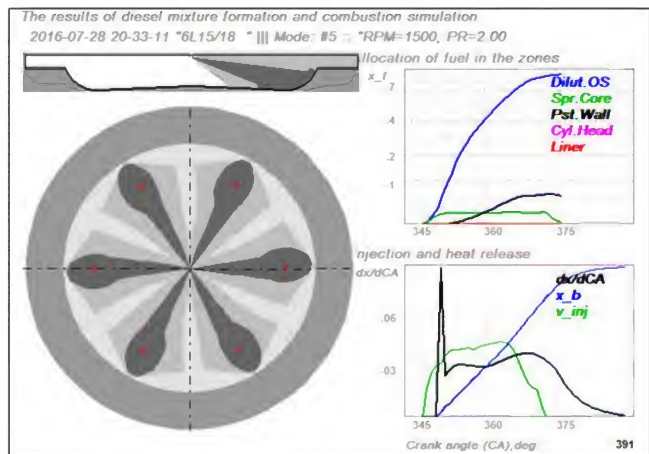 The results of diesel mixture formation and combustion simulation
2016-07-28 20-33-11 "6L15/18 " ||| Mode: #5 :: "RPM=1500, PR=2.00
llocation of fuel in the zones
x_f
.7
.4
.2
.1
Dilut.OS
Spr.Core
Pst.Wall
Cyl.Head
Liner
345
360
375
njection and heat release
dx/dCA
.06
.03
dx/dCA
x_b
v_inj
345
360
375
Crank angle (CA),deg
391